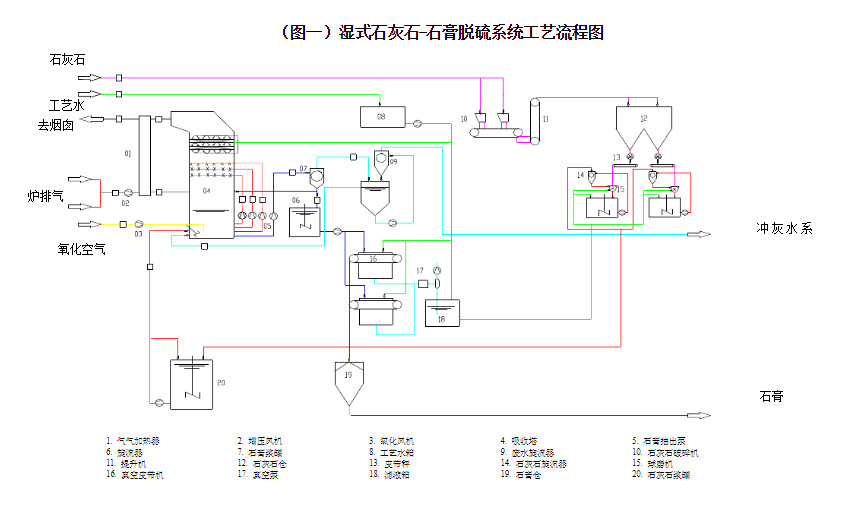 （图一）湿式石灰石-石膏脱硫系统工艺流程图
石灰石
工艺水
去烟囱
炉排气
氧化空气
冲灰水系
石膏
01
02
03
04
05
06
07
08
09
10
11
12
13
14
15
16
17
18
19
20
1. 气气加热器 2. 增压风机 3. 氧化风机 4. 吸收塔 5. 石膏抽出泵
6. 旋流器 7. 石膏浆罐 8. 工艺水箱 9. 废水旋流器 10. 石灰石破碎机
11. 提升机 12. 石灰石仓 13. 皮带秤 14. 石灰石旋流器 15. 球磨机
16. 真空皮带机 17. 真空泵 18. 滤液箱 19. 石膏仓 20. 石灰石浆罐